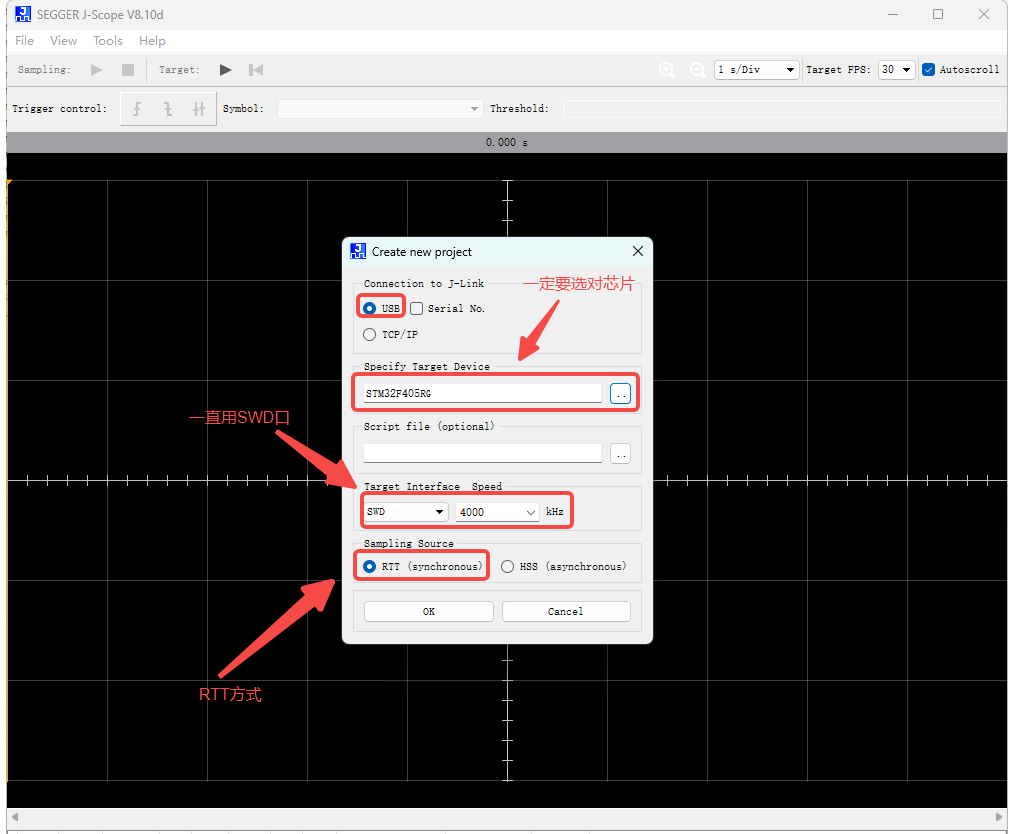 SEGGER J-Scope V8.10d
File View Tools Help
Sampling: Target: 1 s/Div Target FPS: 30 Autoscroll
Trigger control: Symbol: Threshold:
0.000 s
Create new project
Connection to J-Link
一定要选对芯片
USB Serial No.
TCP/IP
Specify Target Device
STM32F405RG ..
一直用SWD口
Script file (optional)
..
Target Interface Speed
SWD 4000 kHz
Sampling Source
RTT (synchronous) HSS (asynchronous)
OK Cancel
RTT方式